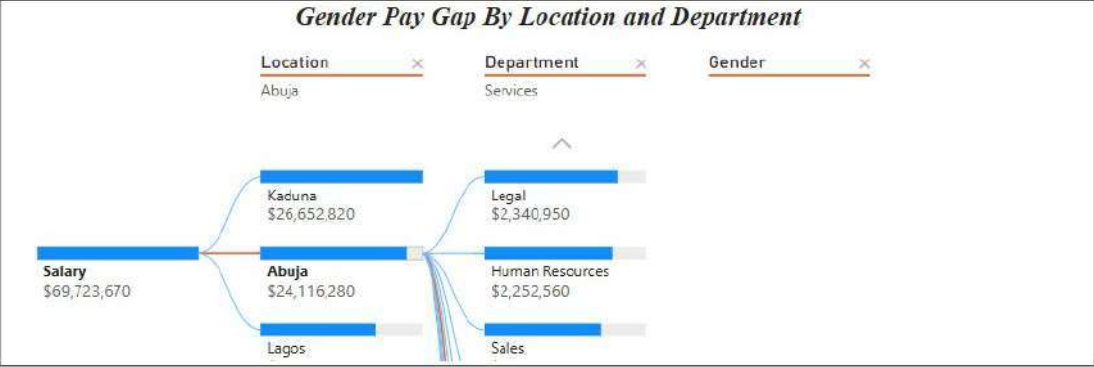 Gender Pay Gap By Location and Department
Location
Department
Gender
Abuja
Services
Kaduna
$26,652,820
Legal
$2,340,950
Salary
$69,723,670
Abuja
$24,116,280
Human Resources
$2,252,560
Lagos
Sales